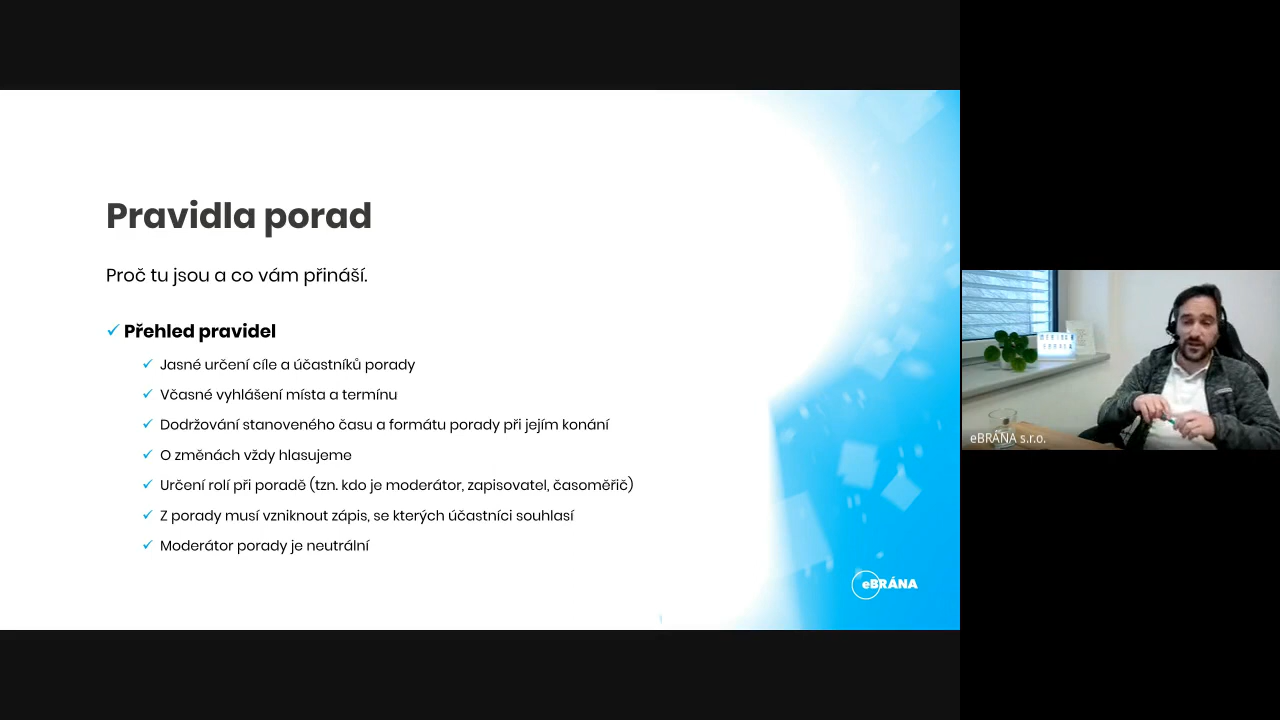 Pravidla porad
Proč tu jsou a co vám přináší.
Přehled pravidel
Jasné určení cíle a účastníků porady
Včasné vyhlášení místa a termínu
Dodržování stanoveného času a formátu porady při jejím konání
O změnách vždy hlasujeme
Určení rolí při poradě (tzn. kdo je moderátor, zapisovatel, časoměřič)
Z porady musí vzniknout zápis, se kterých účastníci souhlasí
Moderátor porady je neutrální
eBRÁNA
eBRÁNA s.r.o.